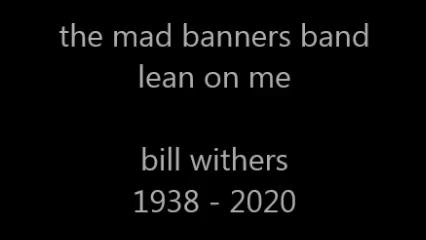 the mad banners band
lean on me
bill withers
1938 - 2020